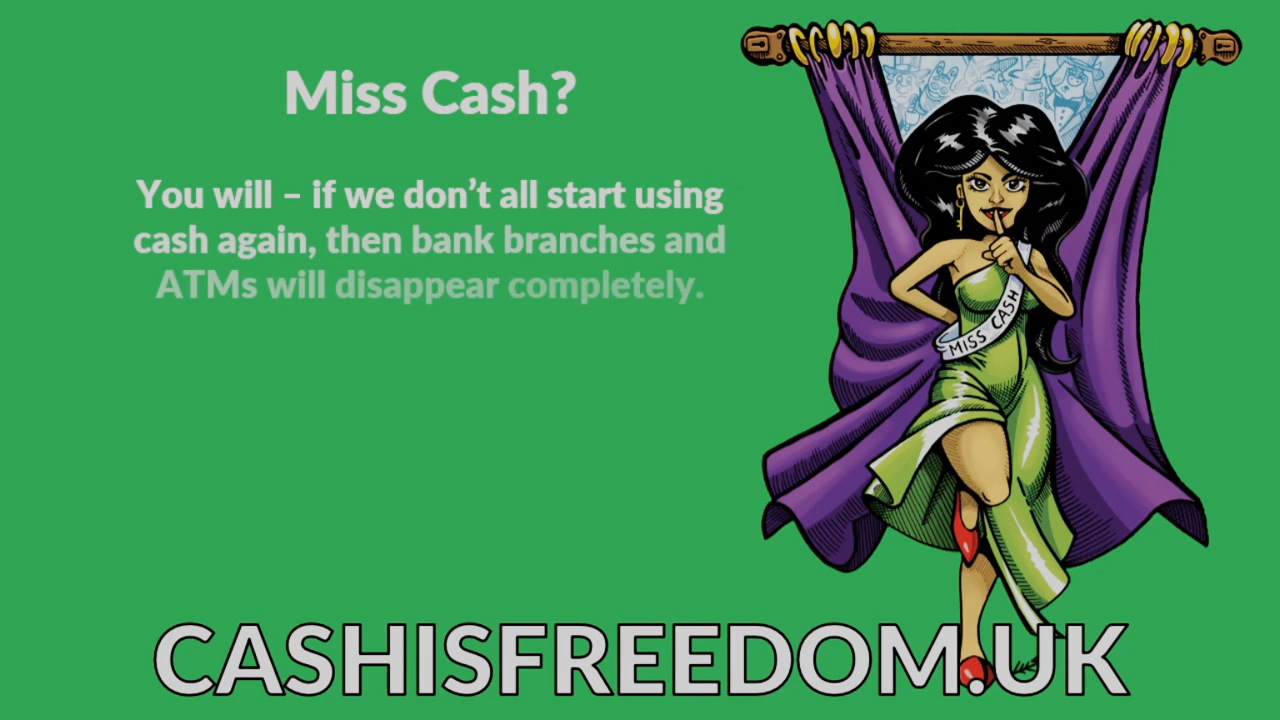 Miss Cash?
You will – if we don’t all start using
cash again, then bank branches and
ATMs will disappear completely.
MISS CASH
CASHISFREEDOM.UK